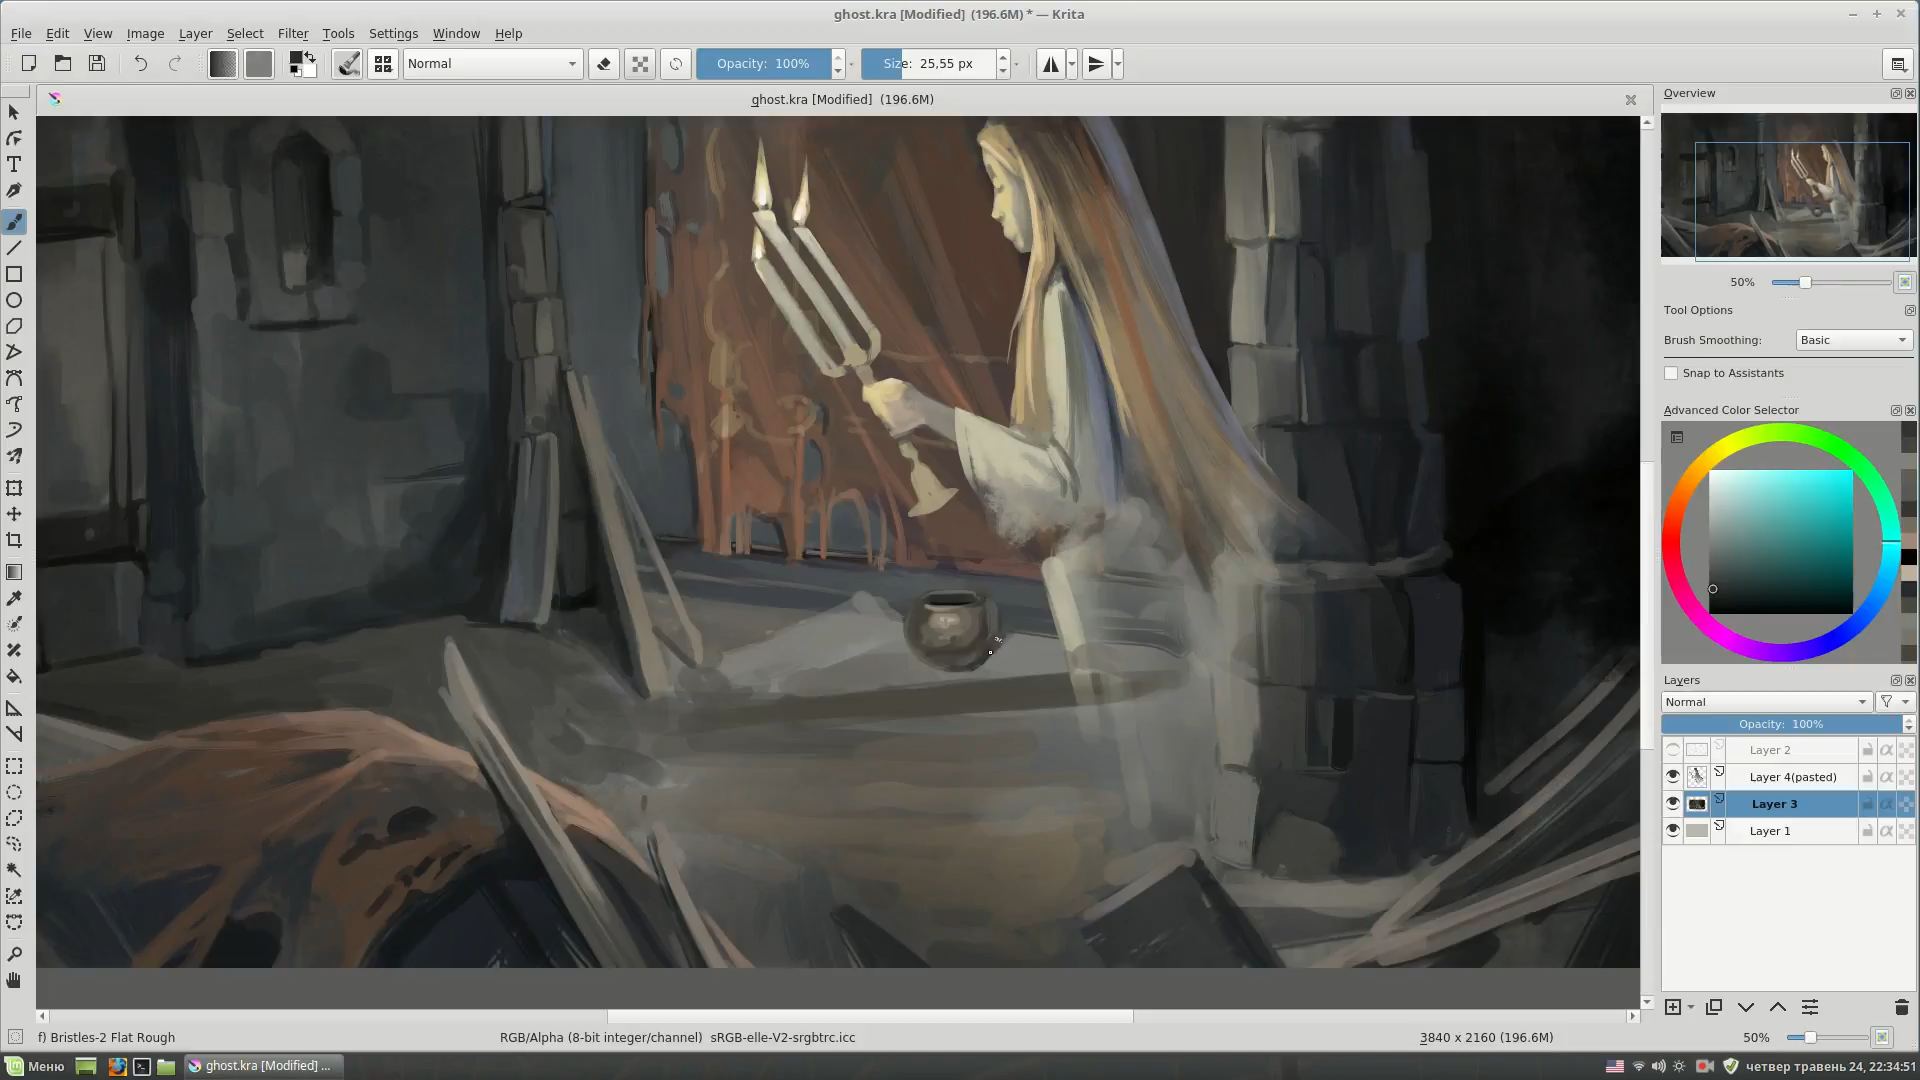 ghost.kra [Modified] (196.6M) * — Krita
File Edit View Image Layer Select Filter Tools Settings Window Help
Normal Opacity: 100% Size: 25,55 px
ghost.kra [Modified] (196.6M)
Overview
50%
Tool Options
Brush Smoothing: Basic
Snap to Assistants
Advanced Color Selector
Layers
Normal
Opacity: 100%
Layer 2
Layer 4(pasted)
Layer 3
Layer 1
f) Bristles-2 Flat Rough RGB/Alpha (8-bit integer/channel) sRGB-elle-V2-srgbtrc.icc 3840 x 2160 (196.6M) 50%
Меню ghost.kra [Modified] ... четвер травень 24, 22:34:51